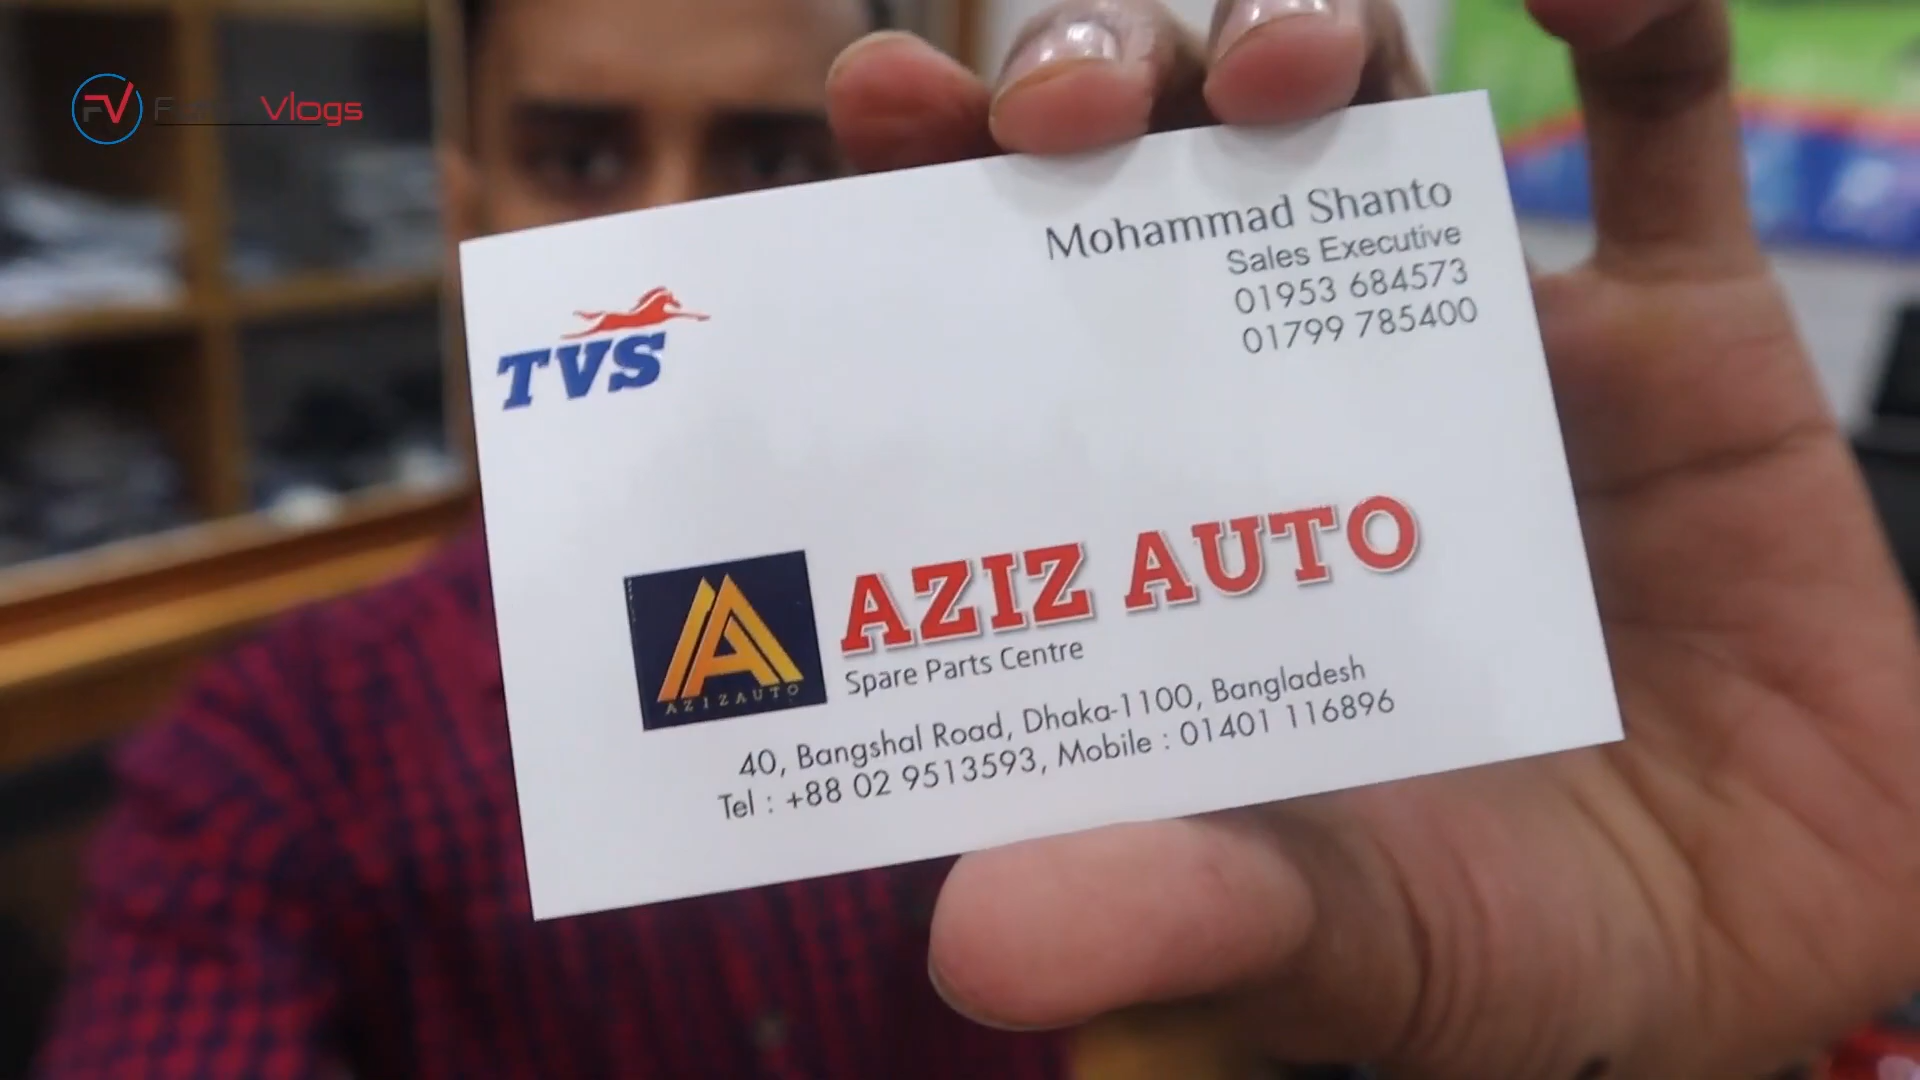 FV Vlogs
Mohammad Shanto
Sales Executive
01953 684573
01799 785400
TVS
AZIZ AUTO
Spare Parts Centre
AZIZAUTO
40, Bangshal Road, Dhaka-1100, Bangladesh
Tel : +88 02 9513593, Mobile : 01401 116896